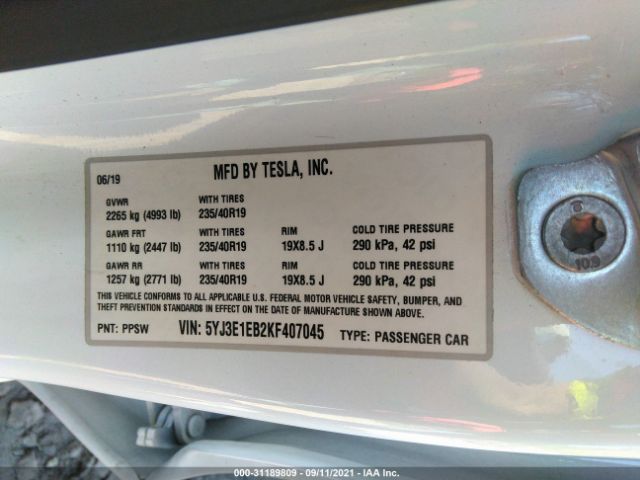 06/19 MFD BY TESLA, INC.
GVWR WITH TIRES
2265 kg (4993 lb) 235/40R19
GAWR FRT WITH TIRES RIM COLD TIRE PRESSURE
1110 kg (2447 lb) 235/40R19 19X8.5 J 290 kPa, 42 psi
GAWR RR WITH TIRES RIM COLD TIRE PRESSURE
1257 kg (2771 lb) 235/40R19 19X8.5 J 290 kPa, 42 psi
THIS VEHICLE CONFORMS TO ALL APPLICABLE U.S. FEDERAL MOTOR VEHICLE SAFETY, BUMPER, AND
THEFT PREVENTION STANDARDS IN EFFECT ON THE DATE OF MANUFACTURE SHOWN ABOVE.
PNT: PPSW VIN: 5YJ3E1EB2KF407045 TYPE: PASSENGER CAR
10.9
000-31189809 - 09/11/2021 - IAA Inc.